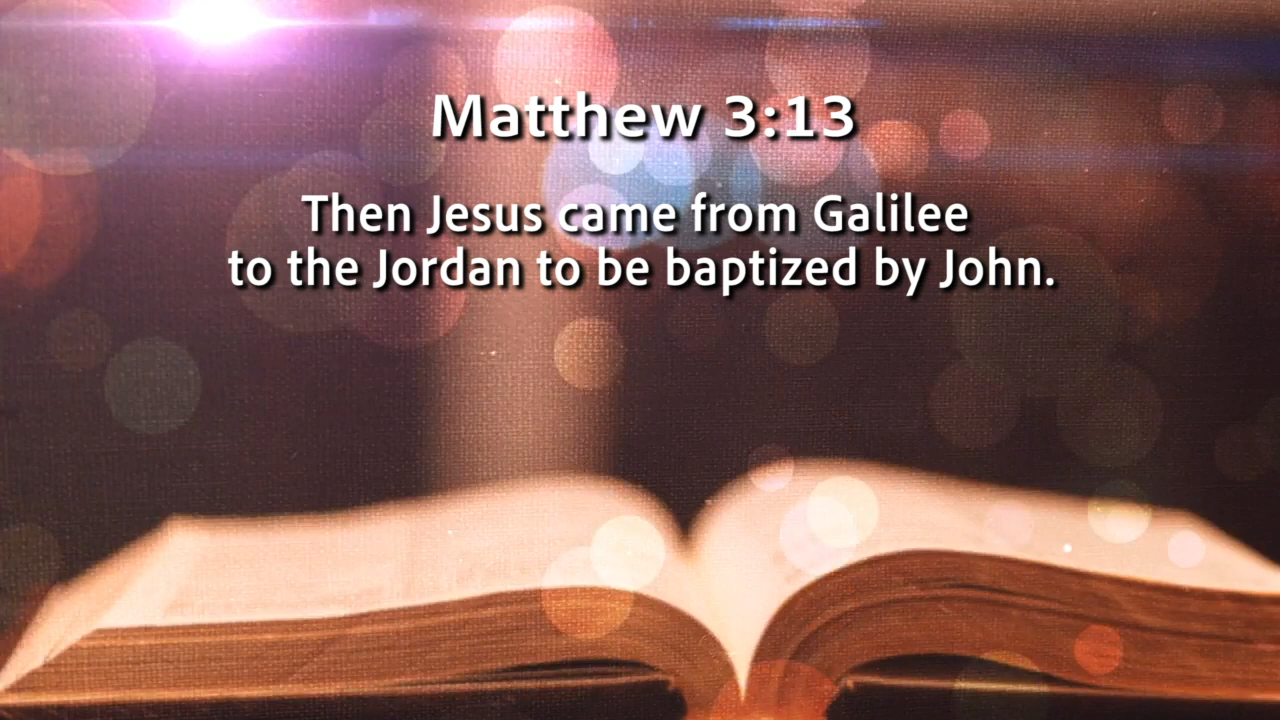 Matthew 3:13
Then Jesus came from Galilee
to the Jordan to be baptized by John.